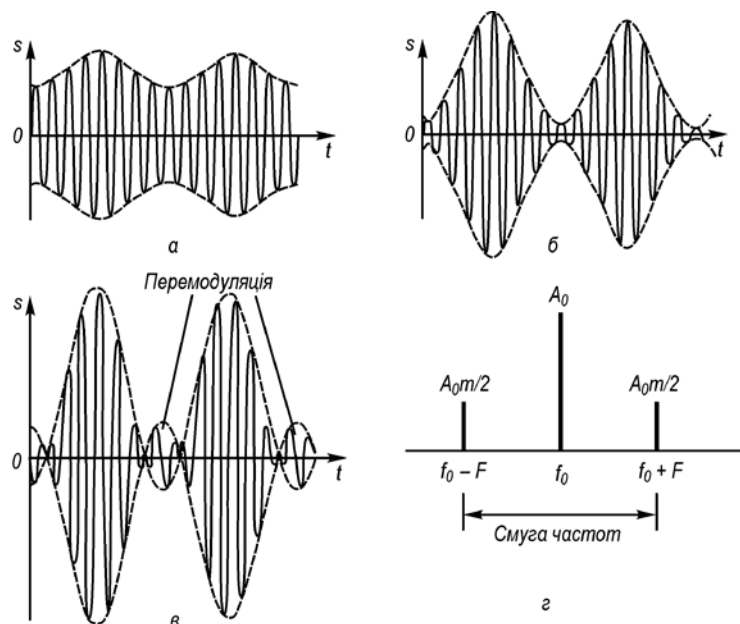 s
0
t
а
s
0
t
б
Перемодуляція
s
0
t
в
A₀
A₀m/2
A₀m/2
f₀ – F
f₀
f₀ + F
Смуга частот
г